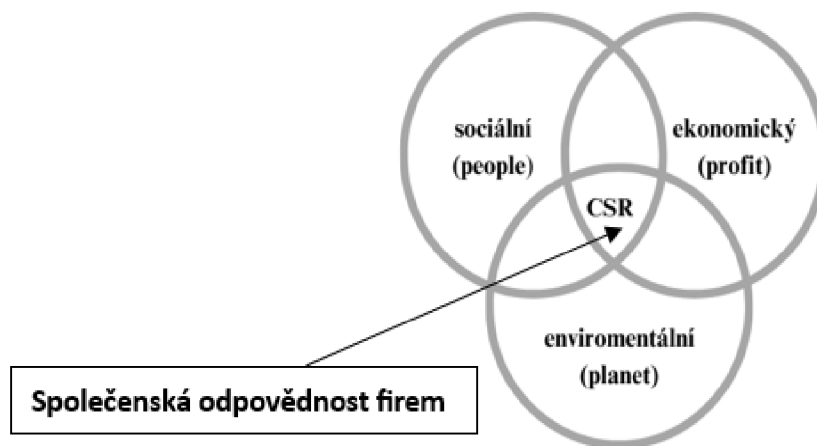 sociální
(people)
ekonomický
(profit)
CSR
enviromentální
(planet)
Společenská odpovědnost firem